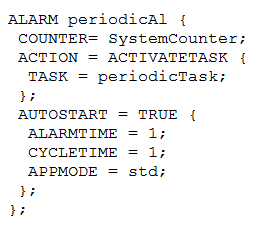 ALARM periodicAl {
 COUNTER= SystemCounter;
 ACTION = ACTIVATETASK {
  TASK = periodicTask;
 };
 AUTOSTART = TRUE {
  ALARMTIME = 1;
  CYCLETIME = 1;
  APPMODE = std;
 };
};